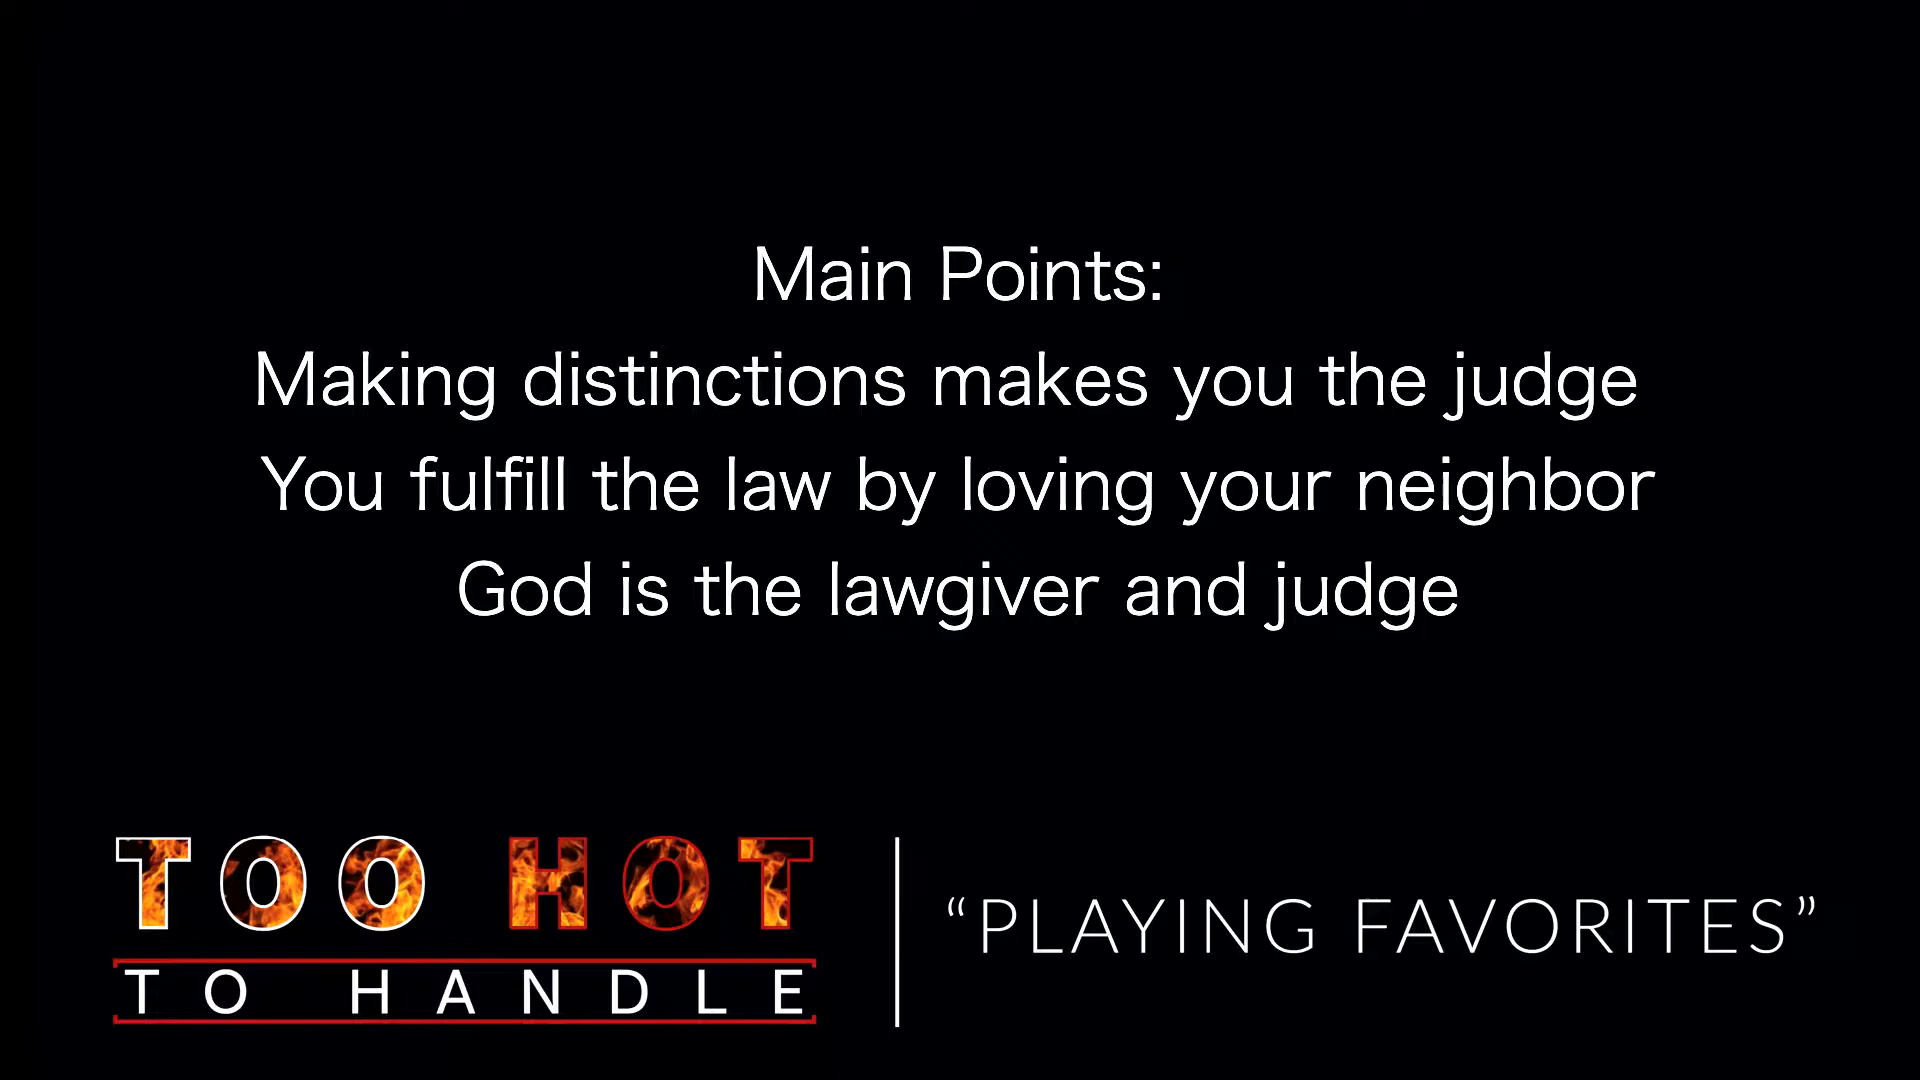 Main Points:
Making distinctions makes you the judge
You fulfill the law by loving your neighbor
God is the lawgiver and judge
TOO HOT
TO HANDLE
“PLAYING FAVORITES”